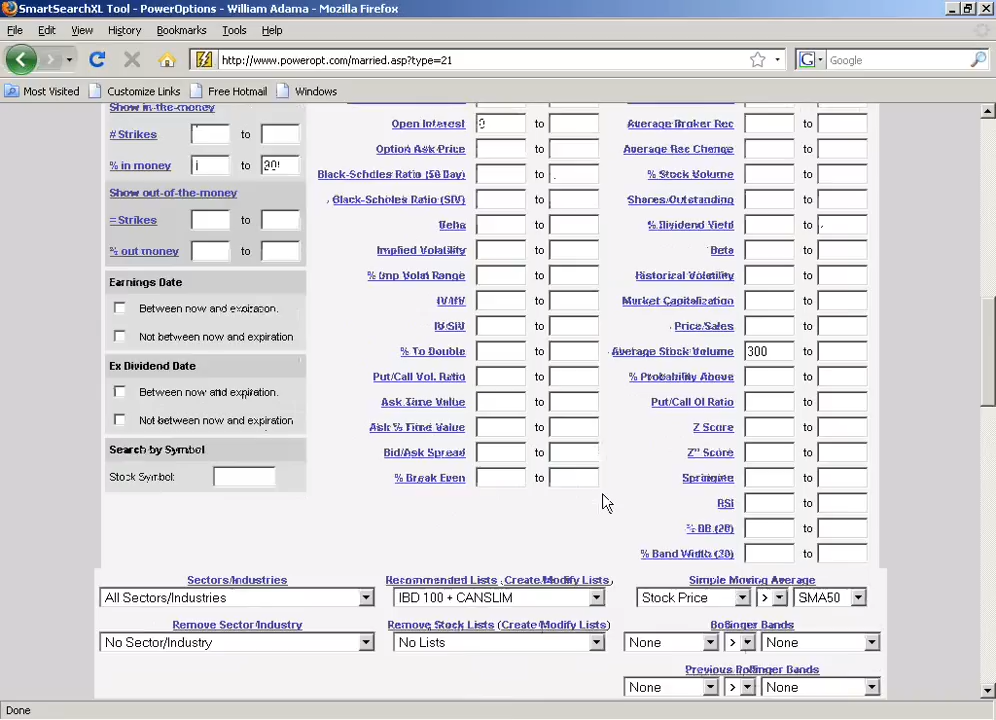 SmartSearchXL Tool - PowerOptions - William Adama - Mozilla Firefox
File Edit View History Bookmarks Tools Help
http://www.poweropt.com/married.asp?type=21
Google
Most Visited Customize Links Free Hotmail Windows
Show in-the-money
# Strikes to
% in money to
Show out-of-the-money
to
% out money to
Earnings Date
Between now and expiration.
Not between now and expiration
Ex Dividend Date
Between now and expiration.
Not between now and expiration
Search by Symbol
Stock Symbol:
Open Interest to
Option Ask Price to
Black-Scholes Ratio (50 Day) to
Black-Scholes Ratio (SIV) to
to
Implied Volatility to
% Imp Volat Range to
IV/HV to
IV/SIV to
% To Double to
Put/Call Vol. Ratio to
Ask Time Value to
Ask % Time Value to
Bid/Ask Spread to
% Break Even to
Average Broker Rec to
Average Rec Change to
% Stock Volume to
Shares/Outstanding to
% Dividend Yield to
Beta to
Historical Volatility to
Market Capitalization to
Price/Sales to
Average Stock Volume 300 to
% Probability Above to
Put/Call OI Ratio to
Z Score to
Z" Score to
to
RSI to
% BB (20) to
to
Sectors/Industries
All Sectors/Industries
Remove Sector/Industry
No Sector/Industry
Recommended Lists (Create/Modify Lists)
IBD 100 + CANSLIM
Remove Stock Lists (Create/Modify Lists)
No Lists
Simple Moving Average
Stock Price > SMA50
Bollinger Bands
None > None
Previous Bollinger Bands
None > None
Done